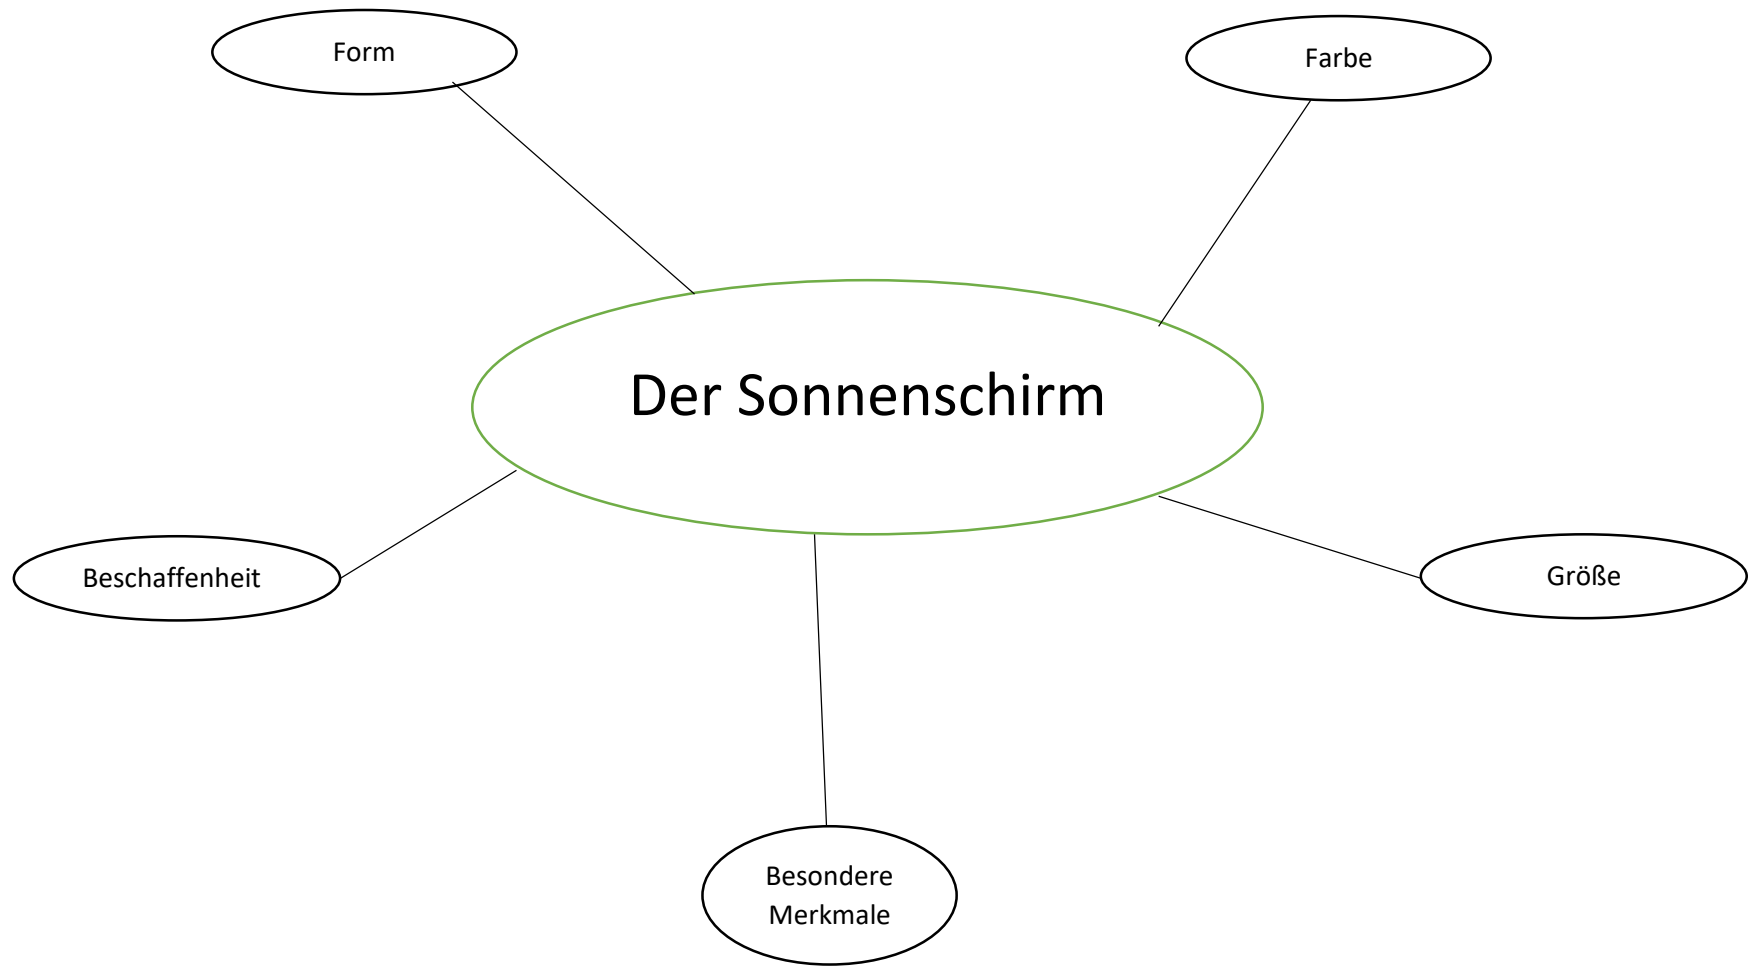 Form
Farbe
Der Sonnenschirm
Beschaffenheit
Größe
Besondere
Merkmale